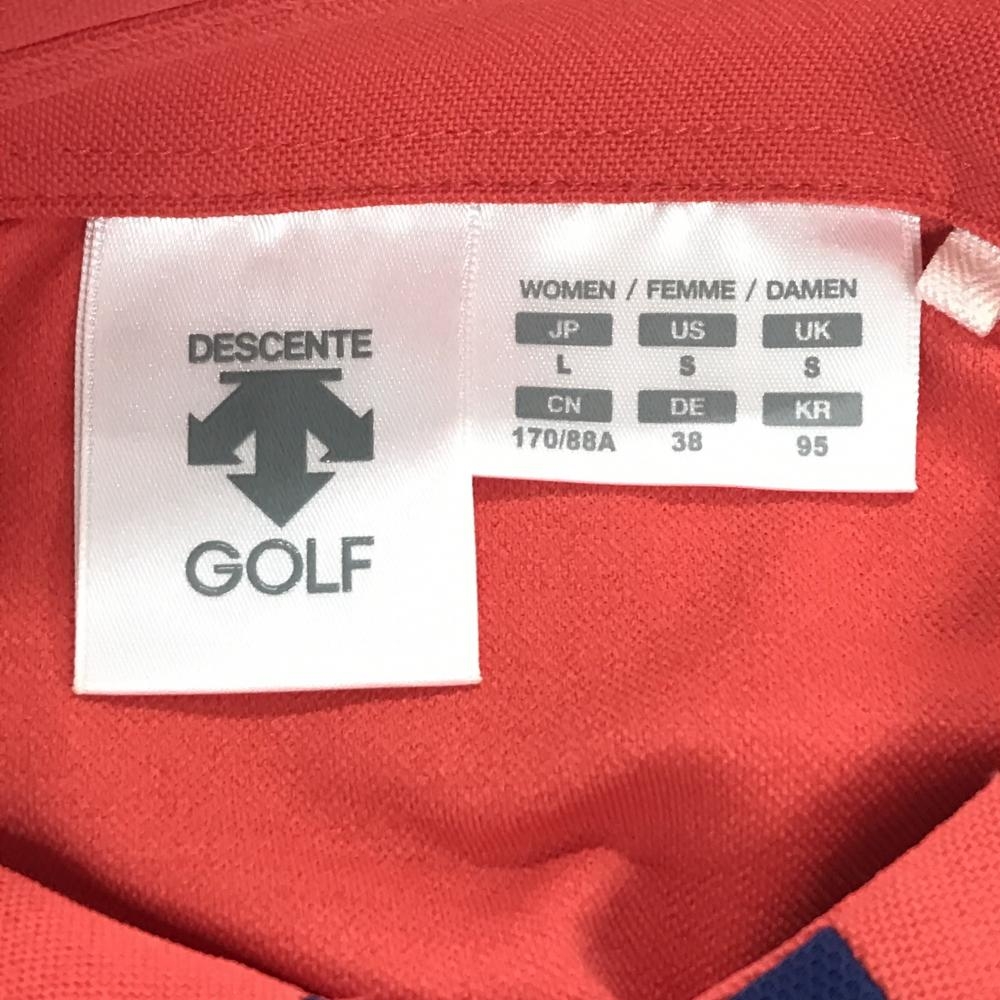 DESCENTE
GOLF
WOMEN / FEMME / DAMEN
JP US UK
L S S
CN DE KR
170/88A 38 95